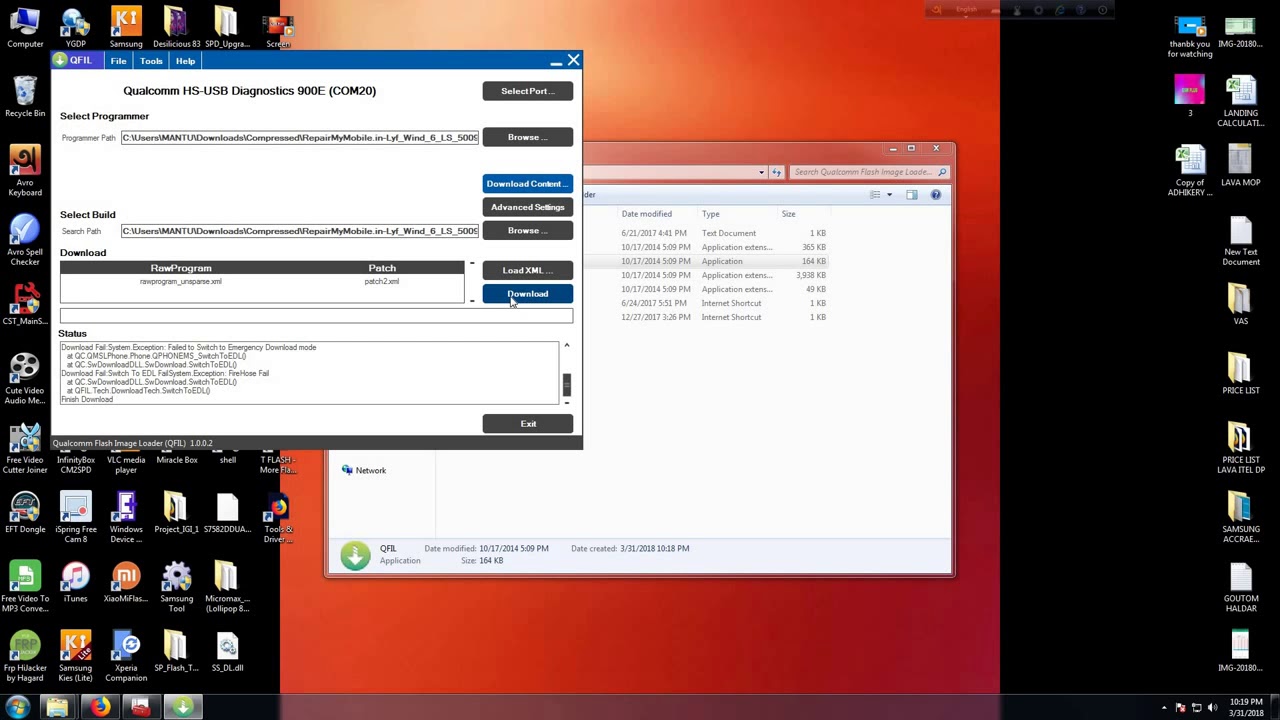 English
Computer
YGDP
Samsung
Desilicious 83
SPD_Upgra...
Screen
thanbk you
for watching
IMG-20180...
Recycle Bin
Avro
Keyboard
Avro Spell
Checker
CST_MainS...
Cute Video
Audio Me...
Free Video
Cutter Joiner
InfinityBox
CM2SPD
VLC media
player
Miracle Box
shell
T FLASH -
More Fla...
EFT Dongle
iSpring Free
Cam 8
Windows
Device ...
Project_IGI_1
S7582DDUA...
Tools &
Driver ...
Free Video To
MP3 Conve...
iTunes
XiaoMiFlas...
Samsung
Tool
Micromax_...
(Lollipop 8...
Frp HiJacker
by Hagard
Samsung
Kies (Lite)
Xperia
Companion
SP_Flash_T...
SS_DL.dll
QFIL
File
Tools
Help
Qualcomm HS-USB Diagnostics 900E (COM20)
Select Port ...
Select Programmer
Programmer Path
C:\Users\MANTU\Downloads\Compressed\RepairMyMobile.in-Lyf_Wind_6_LS_5009
Browse ...
Download Content ...
Advanced Settings
Select Build
Search Path
C:\Users\MANTU\Downloads\Compressed\RepairMyMobile.in-Lyf_Wind_6_LS_5009
Browse ...
Download
RawProgram Patch
rawprogram_unsparse.xml patch2.xml
Load XML ...
Download
Status
Download Fail:System.Exception: Failed to Switch to Emergency Download mode
at QC.QMSLPhone.Phone.QPHONEMS_SwitchToEDL()
at QC.SwDownloadDLL.SwDownload.SwitchToEDL()
Download Fail:Switch To EDL FailSystem.Exception: FireHose Fail
at QC.SwDownloadDLL.SwDownload.SwitchToEDL()
at QFIL.Tech.DownloadTech.SwitchToEDL()
Finish Download
Exit
Qualcomm Flash Image Loader (QFIL) 1.0.0.2
Search Qualcomm Flash Image Loade...
der
Date modified Type Size
6/21/2017 4:41 PM Text Document 1 KB
10/17/2014 5:09 PM Application extens... 365 KB
10/17/2014 5:09 PM Application 164 KB
10/17/2014 5:09 PM Application extens... 3,938 KB
10/17/2014 5:09 PM Application extens... 49 KB
6/24/2017 5:51 PM Internet Shortcut 1 KB
12/27/2017 3:26 PM Internet Shortcut 1 KB
Network
QFIL Date modified: 10/17/2014 5:09 PM Date created: 3/31/2018 10:18 PM
Application Size: 164 KB
3
LANDING
CALCULATI...
Copy of
ADHIKERY ...
LAVA MOP
New Text
Document
VAS
PRICE LIST
PRICE LIST
LAVA ITEL DP
SAMSUNG
ACCRAE...
GOUTOM
HALDAR
IMG-20180...
10:19 PM
3/31/2018